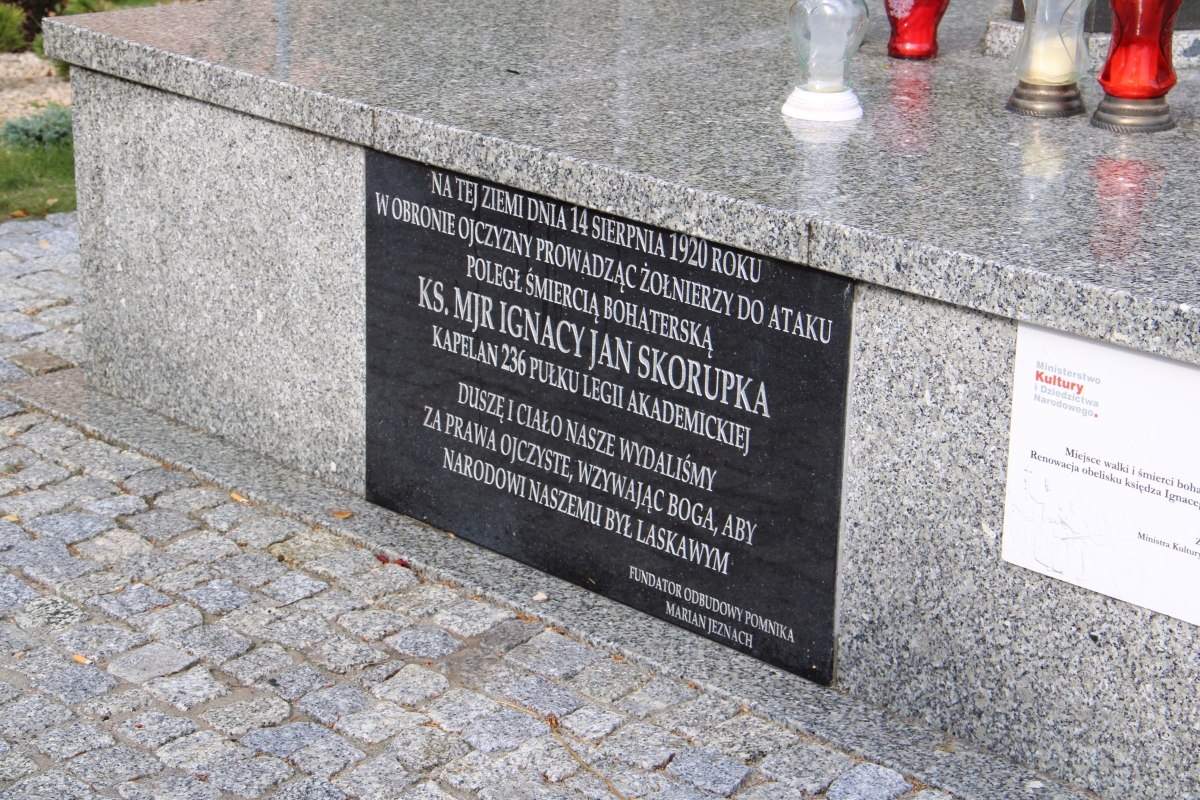 NA TEJ ZIEMI DNIA 14 SIERPNIA 1920 ROKU
W OBRONIE OJCZYZNY PROWADZĄC ŻOŁNIERZY DO ATAKU
POLEGŁ ŚMIERCIĄ BOHATERSKĄ
KS. MJR IGNACY JAN SKORUPKA
KAPELAN 236 PUŁKU LEGII AKADEMICKIEJ
DUSZĘ I CIAŁO NASZE WYDALIŚMY
ZA PRAWA OJCZYSTE, WZYWAJĄC BOGA, ABY
NARODOWI NASZEMU BYŁ LASKAWYM
FUNDATOR ODBUDOWY POMNIKA
MARIAN JEZNACH
Ministerstwo
Kultury
i Dziedzictwa
Narodowego.
Miejsce walki i śmierci boha
Renowacja obelisku księdza Ignaceg
Z
Ministra Kultury